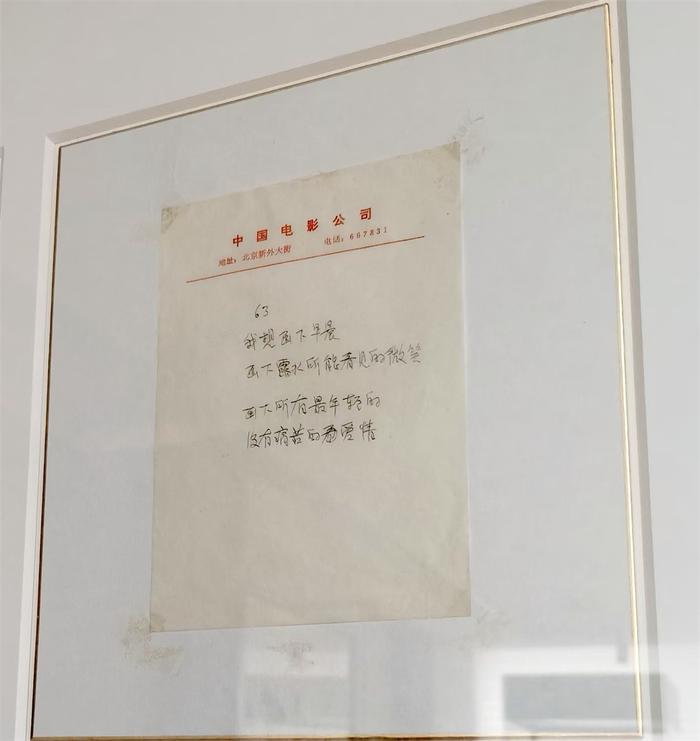 中国电影公司
地址：北京新外大街 电话：667831
63
我想画下早晨
画下露水所能看见的微笑
画下所有最年轻的
没有痛苦的爱情